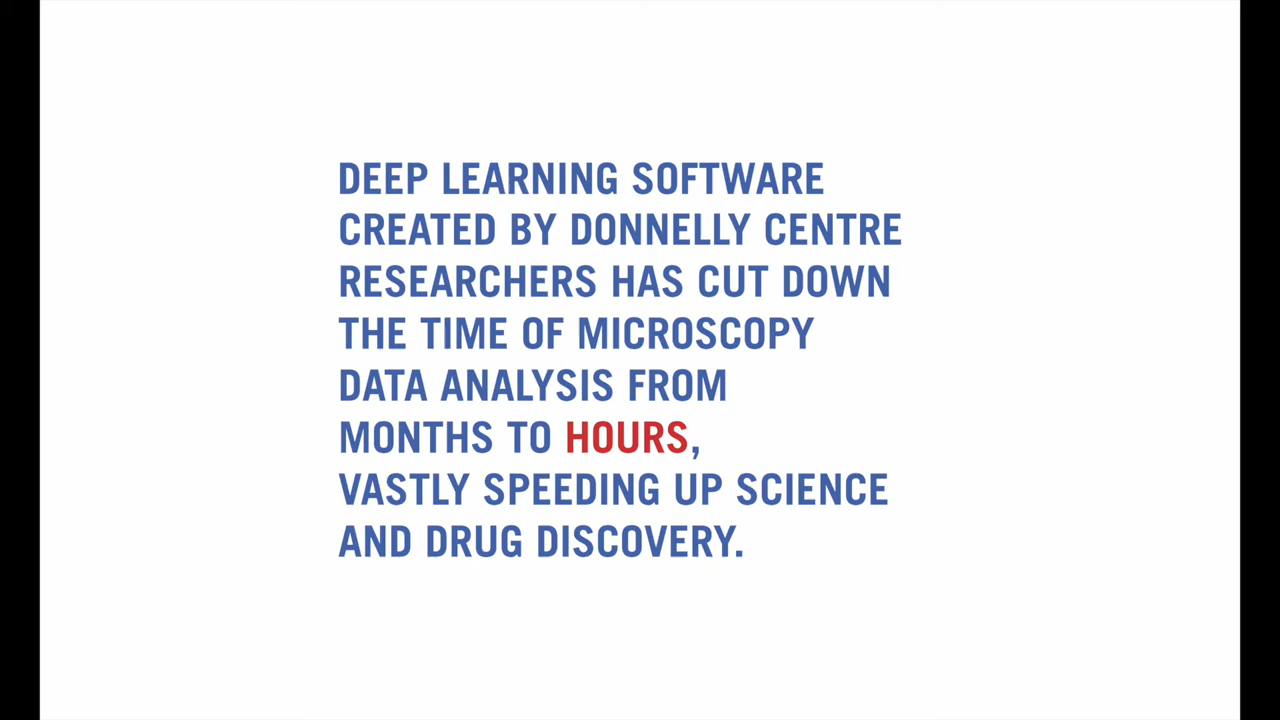 DEEP LEARNING SOFTWARE
CREATED BY DONNELLY CENTRE
RESEARCHERS HAS CUT DOWN
THE TIME OF MICROSCOPY
DATA ANALYSIS FROM
MONTHS TO HOURS,
VASTLY SPEEDING UP SCIENCE
AND DRUG DISCOVERY.